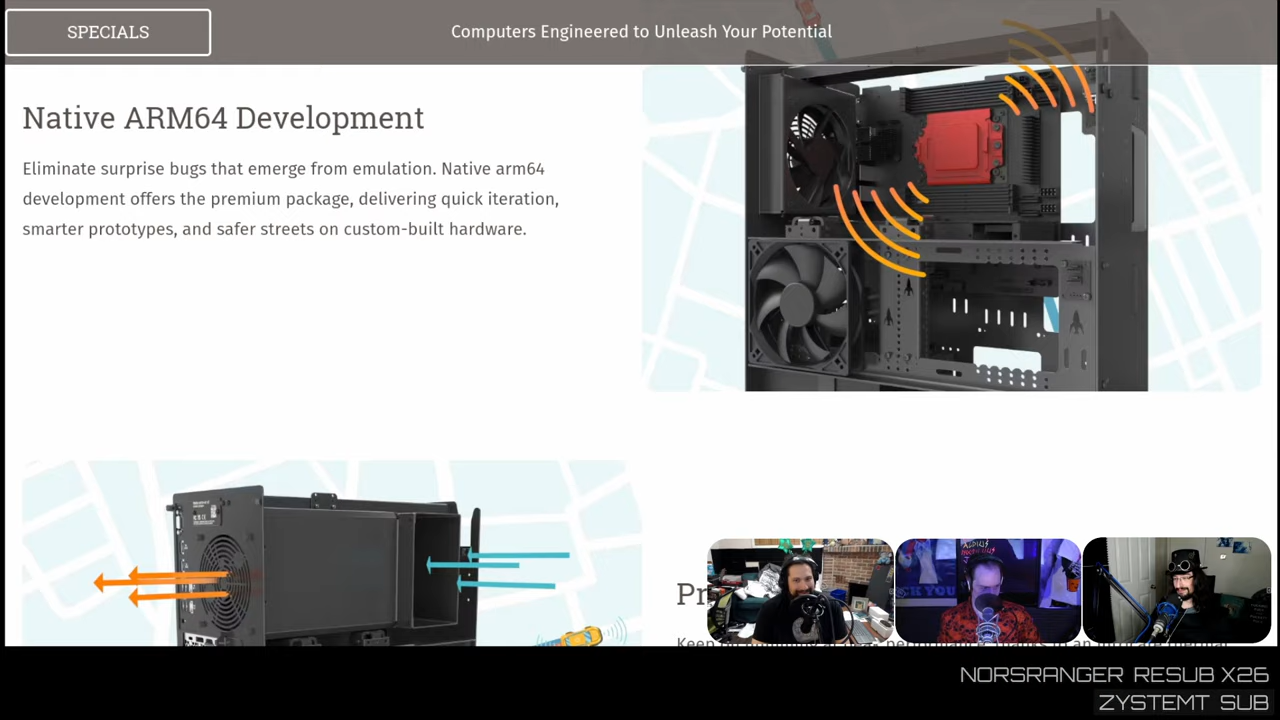 SPECIALS
Computers Engineered to Unleash Your Potential
Native ARM64 Development
Eliminate surprise bugs that emerge from emulation. Native arm64
development offers the premium package, delivering quick iteration,
smarter prototypes, and safer streets on custom-built hardware.
NORSRANGER RESUB X26
ZYSTEMT SUB